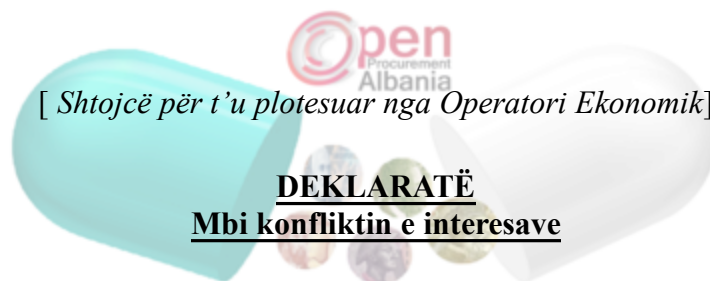 Open
Procurement
Albania
[ Shtojcë për t’u plotesuar nga Operatori Ekonomik]
DEKLARATË
Mbi konfliktin e interesave